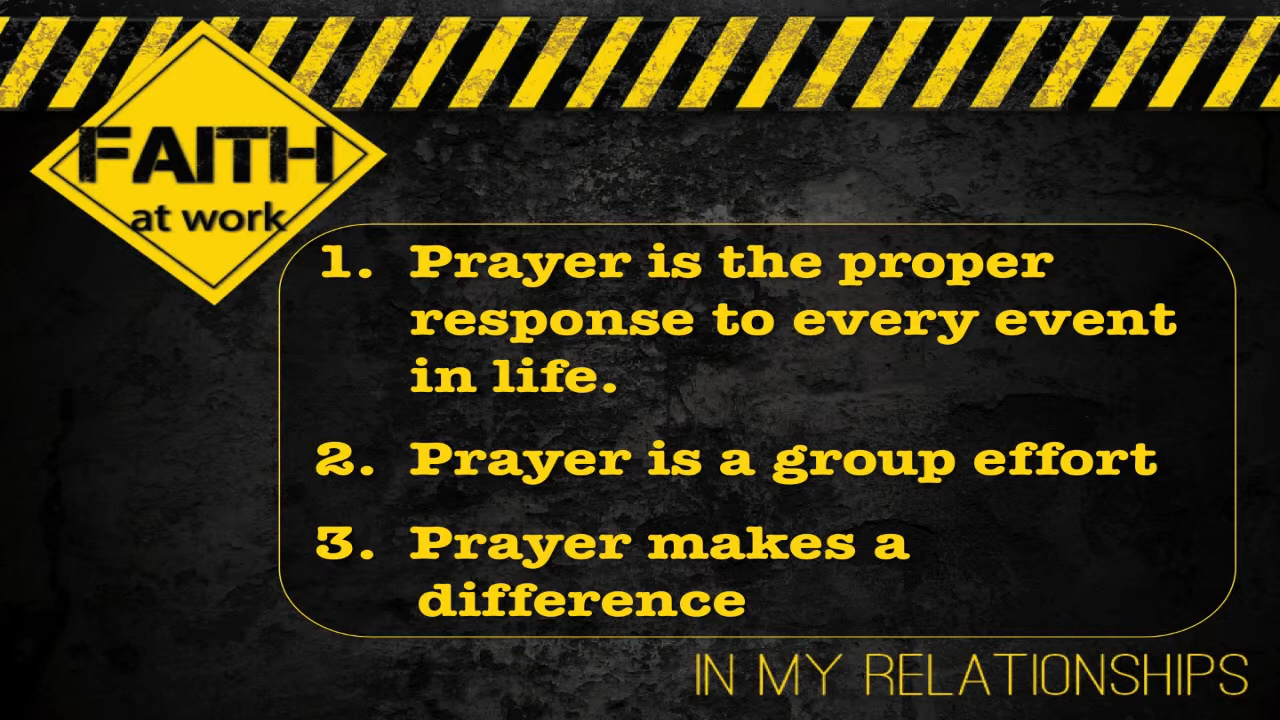 FAITH
at work
1. Prayer is the proper
response to every event
in life.
2. Prayer is a group effort
3. Prayer makes a
difference
IN MY RELATIONSHIPS